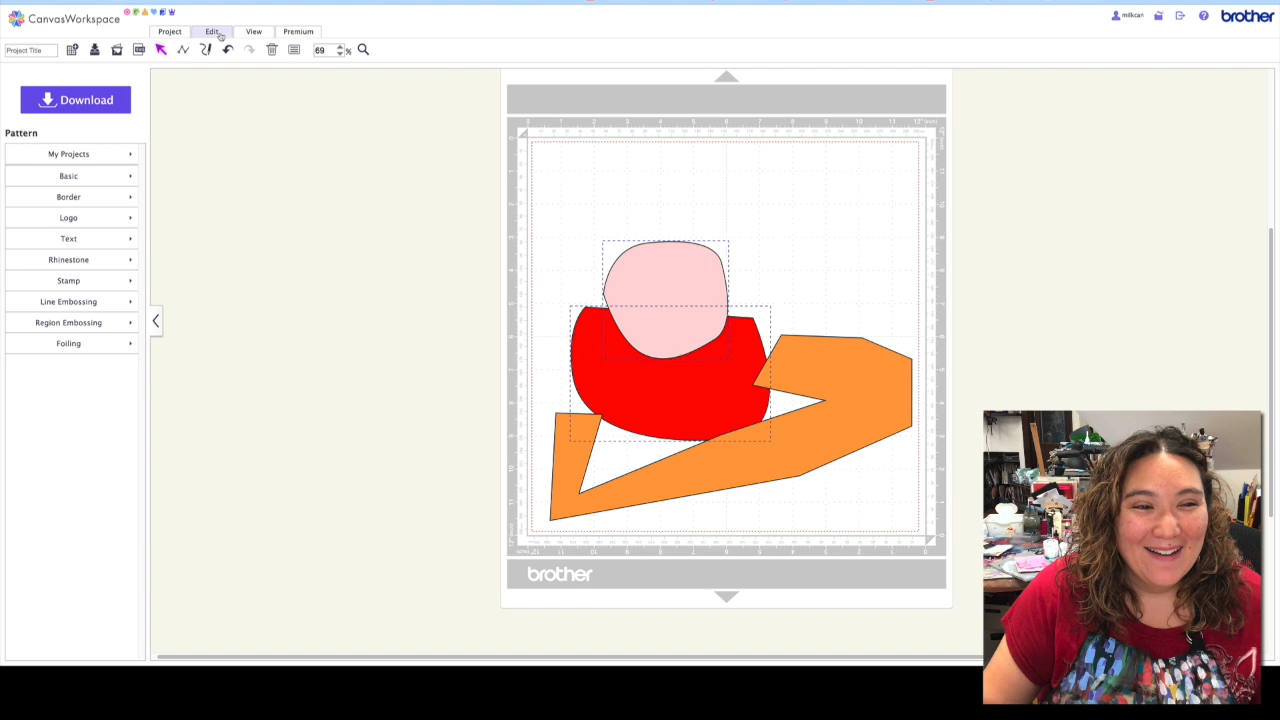 CanvasWorkspace
milkcan
brother
Project
Edit
View
Premium
Project Title
69 %
Download
Pattern
My Projects
Basic
Border
Logo
Text
Rhinestone
Stamp
Line Embossing
Region Embossing
Foiling
brother